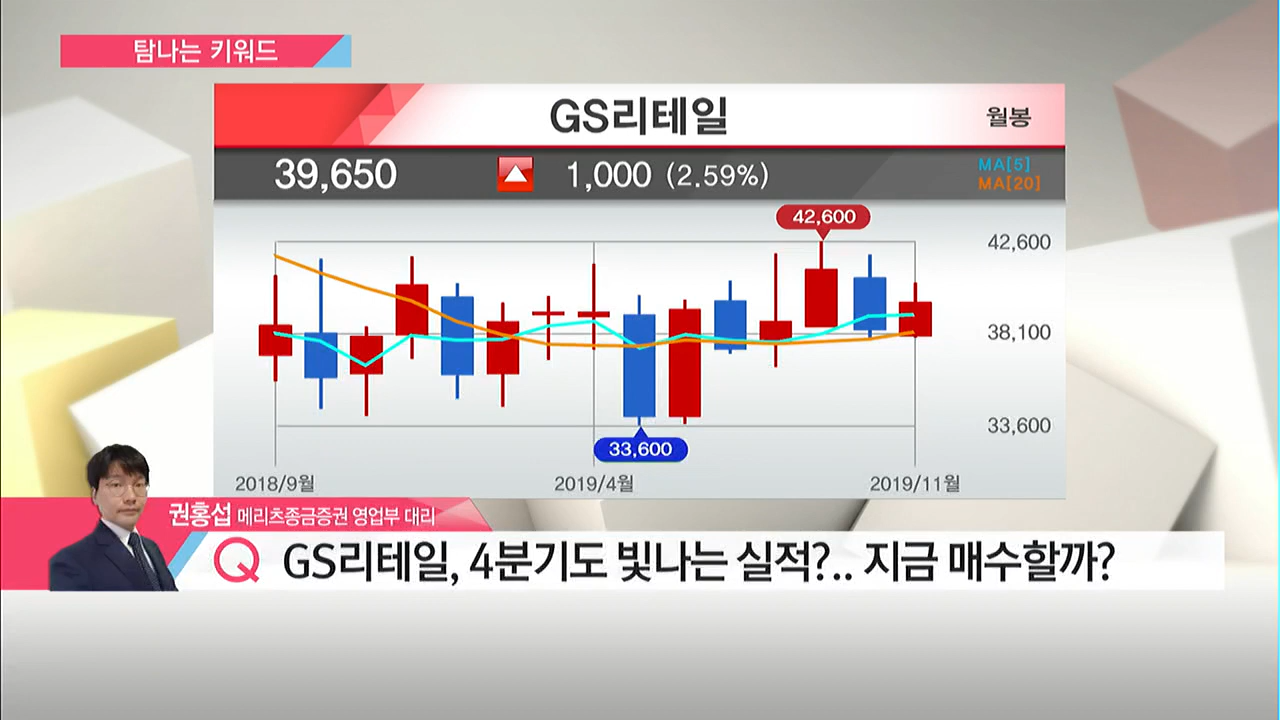 탐나는 키워드
GS리테일 월봉
39,650 1,000 (2.59%) MA[5]
MA[20]
42,600
42,600
38,100
33,600
33,600
2018/9월 2019/4월 2019/11월
권홍섭 메리츠종금증권 영업부 대리
Q GS리테일, 4분기도 빛나는 실적?.. 지금 매수할까?